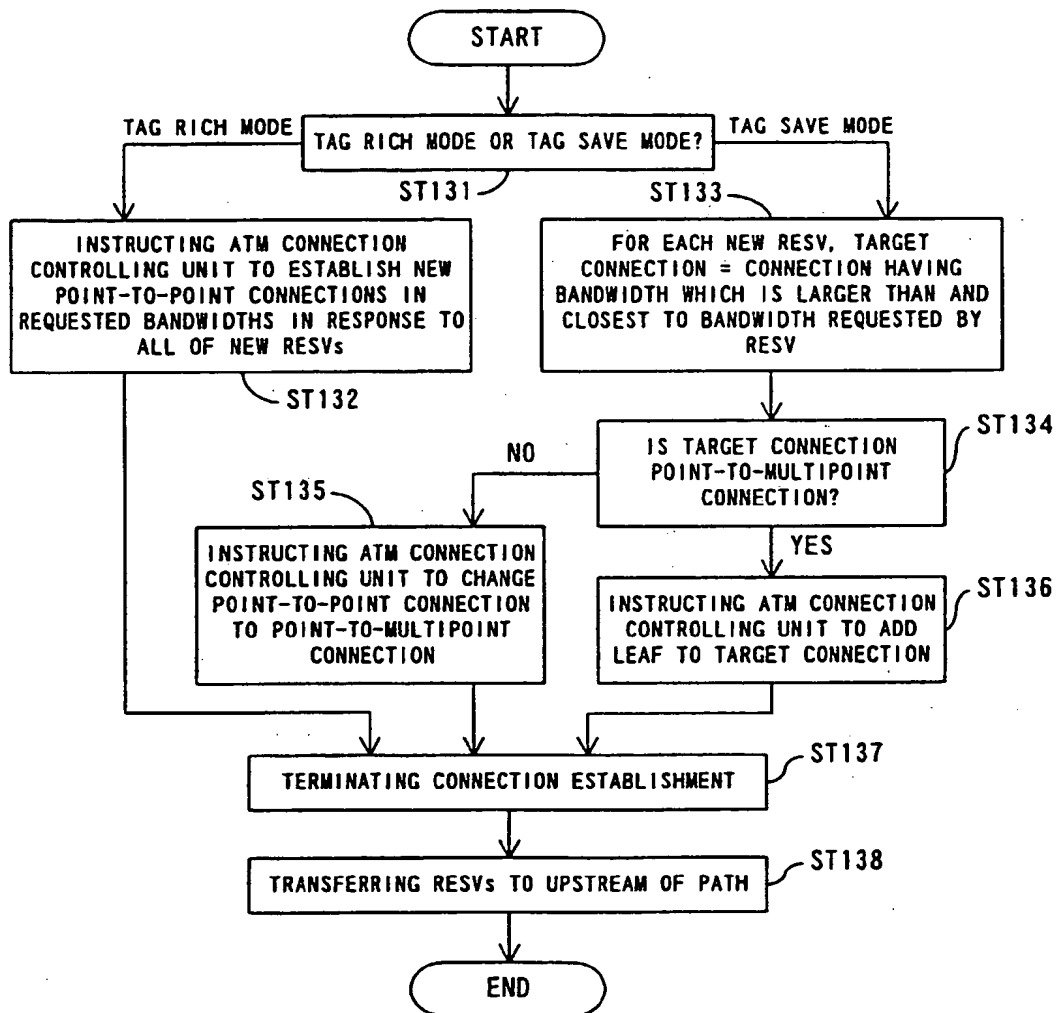 START
TAG RICH MODE
TAG RICH MODE OR TAG SAVE MODE?
TAG SAVE MODE
ST131
ST133
INSTRUCTING ATM CONNECTION
CONTROLLING UNIT TO ESTABLISH NEW
POINT-TO-POINT CONNECTIONS IN
REQUESTED BANDWIDTHS IN RESPONSE TO
ALL OF NEW RESVs
ST132
FOR EACH NEW RESV, TARGET
CONNECTION = CONNECTION HAVING
BANDWIDTH WHICH IS LARGER THAN AND
CLOSEST TO BANDWIDTH REQUESTED BY
RESV
ST134
IS TARGET CONNECTION
POINT-TO-MULTIPOINT
CONNECTION?
NO
YES
ST135
INSTRUCTING ATM CONNECTION
CONTROLLING UNIT TO CHANGE
POINT-TO-POINT CONNECTION
TO POINT-TO-MULTIPOINT
CONNECTION
ST136
INSTRUCTING ATM CONNECTION
CONTROLLING UNIT TO ADD
LEAF TO TARGET CONNECTION
ST137
TERMINATING CONNECTION ESTABLISHMENT
ST138
TRANSFERRING RESVs TO UPSTREAM OF PATH
END